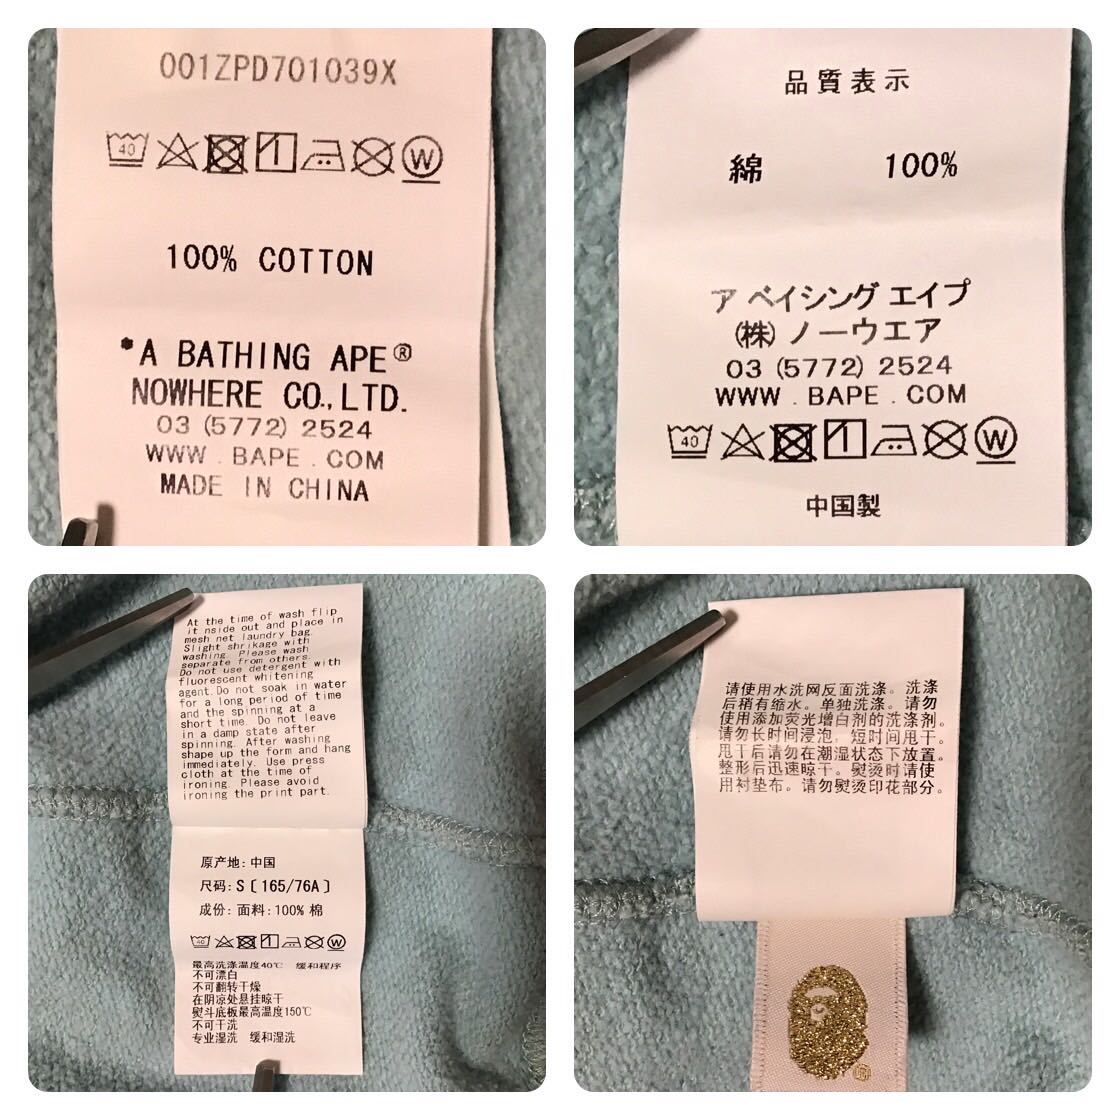 001ZPD701039X
40
W
100% COTTON
*A BATHING APE®
NOWHERE CO.,LTD.
03 (5772) 2524
WWW . BAPE . COM
MADE IN CHINA
品質表示
綿 100%
ア ベイシング エイプ
(株) ノーウエア
03 (5772) 2524
WWW . BAPE . COM
40
W
中国製
At the time of wash flip
it nside out and place in
mesh net laundry bag.
Slight shrikage with
washing. Please wash
separate from others.
Do not use detergent with
fluorescent whitening
agent.Do not soak in water
for a long period of time
and the spinning at a
short time. Do not leave
in a damp state after
spinning. After washing
shape up the form and hang
immediately. Use press
cloth at the time of
ironing. Please avoid
ironing the print part.
原产地: 中国
尺码: S [ 165/76A ]
成份: 面料: 100% 棉
40
W
最高洗涤温度40℃ 缓和程序
不可漂白
不可翻转干燥
在阴凉处悬挂晾干
熨斗底板最高温度150℃
不可干洗
专业湿洗 缓和湿洗
请使用水洗网反面洗涤。洗涤
后稍有缩水。单独洗涤。请勿
使用添加荧光增白剂的洗涤剂。
请勿长时间浸泡，短时间甩干。
甩干后请勿在潮湿状态下放置。
整形后迅速晾干。熨烫时请使
用衬垫布。请勿熨烫印花部分。
®